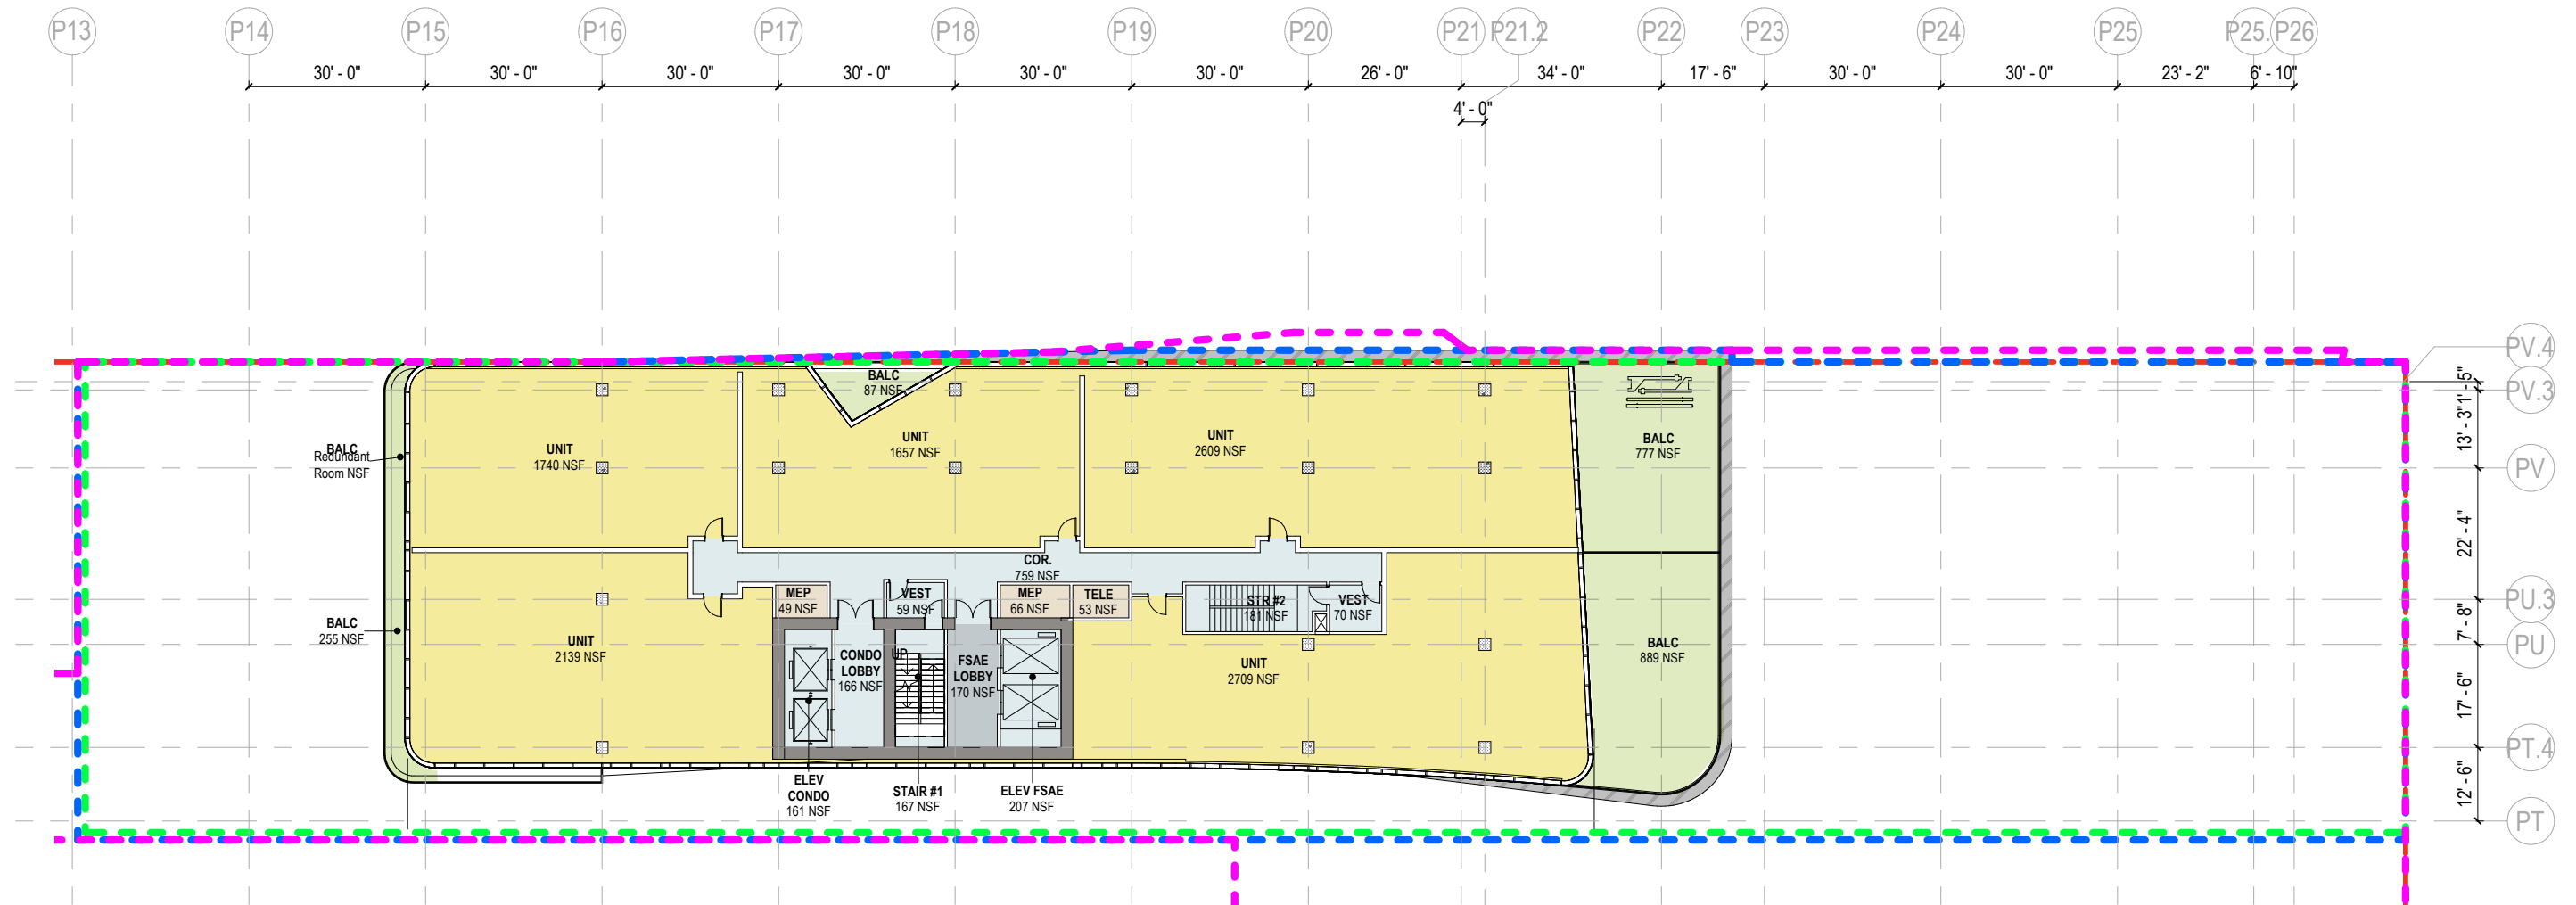 P13 P14 P15 P16 P17 P18 P19 P20 P21 P21.2 P22 P23 P24 P25 P25. P26
30' - 0" 30' - 0" 30' - 0" 30' - 0" 30' - 0" 30' - 0" 26' - 0" 34' - 0" 17' - 6" 30' - 0" 30' - 0" 23' - 2" 6' - 10"
4' - 0"
PV.4
PV.3
PV
PU.3
PU
PT.4
PT
1' - 5"
13' - 3"
22' - 4"
7' - 8"
17' - 6"
12' - 6"
BALC
87 NSF
BALC
Redundant
Room NSF
UNIT
1740 NSF
UNIT
1657 NSF
UNIT
2609 NSF
BALC
777 NSF
COR.
759 NSF
MEP
49 NSF
VEST
59 NSF
MEP
66 NSF
TELE
53 NSF
STR #2
181 NSF
VEST
70 NSF
BALC
255 NSF
UNIT
2139 NSF
CONDO
LOBBY
166 NSF
UP
FSAE
LOBBY
170 NSF
UNIT
2709 NSF
BALC
889 NSF
ELEV
CONDO
161 NSF
STAIR #1
167 NSF
ELEV FSAE
207 NSF